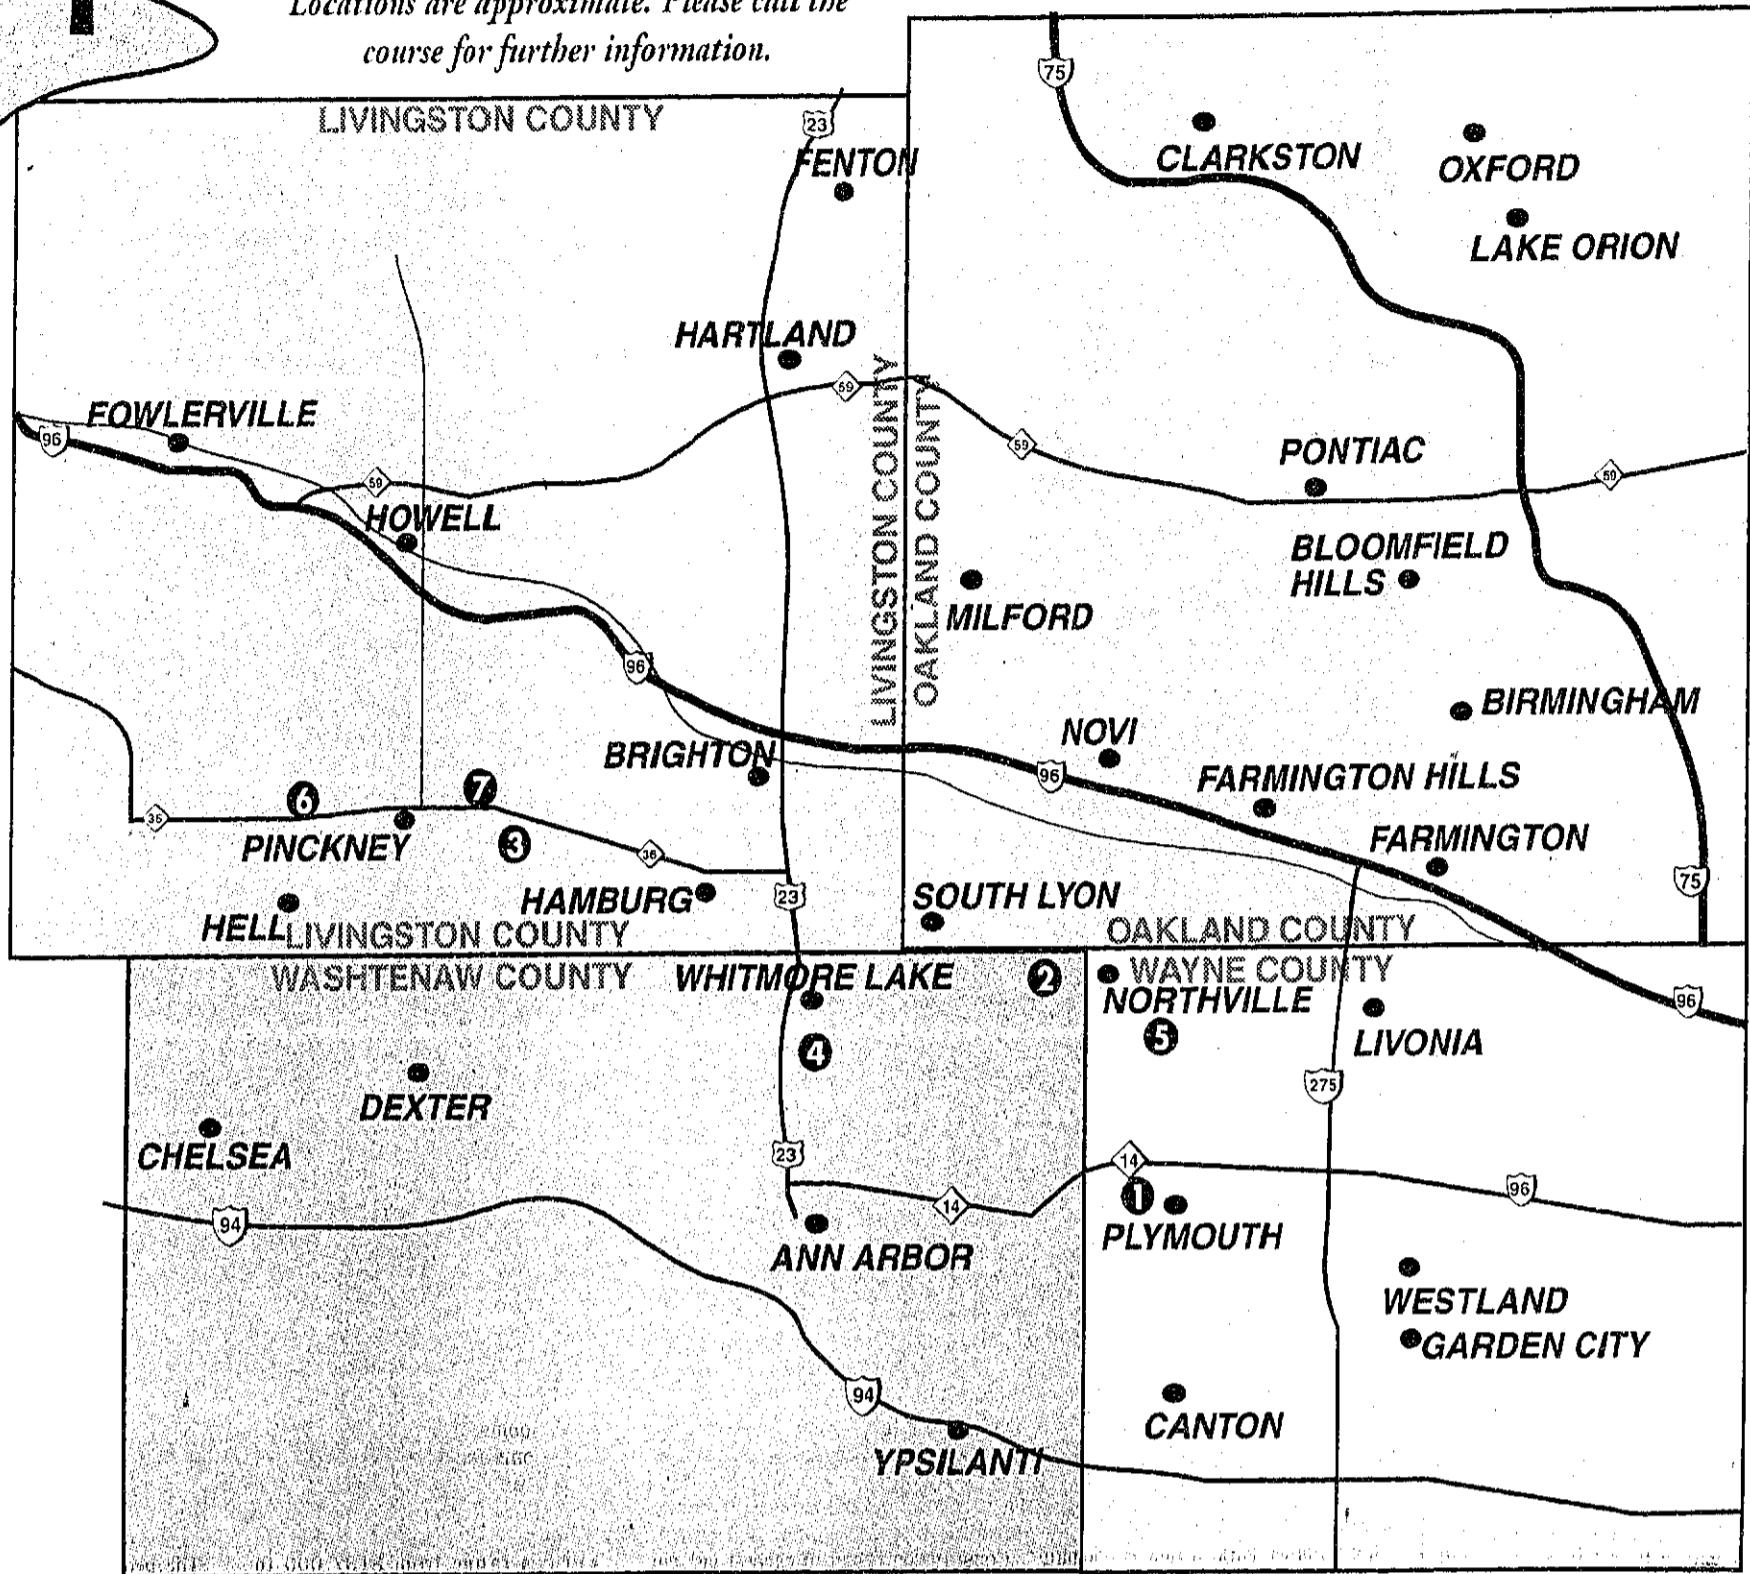 Locations are approximate. Please call the
course for further information.
LIVINGSTON COUNTY
23
FENTON
75
CLARKSTON
OXFORD
LAKE ORION
HARTLAND
59
FOWLERVILLE
96
59
HOWELL
LIVINGSTON COUNTY
OAKLAND COUNTY
59
PONTIAC
59
BLOOMFIELD
HILLS
MILFORD
96
BIRMINGHAM
NOVI
BRIGHTON
96
FARMINGTON HILLS
6
7
36
PINCKNEY
3
36
FARMINGTON
HAMBURG
23
SOUTH LYON
75
HELL
LIVINGSTON COUNTY
OAKLAND COUNTY
WASHTENAW COUNTY
WHITMORE LAKE
2
WAYNE COUNTY
NORTHVILLE
96
4
5
LIVONIA
DEXTER
275
CHELSEA
23
14
94
14
1
96
PLYMOUTH
ANN ARBOR
WESTLAND
GARDEN CITY
94
CANTON
YPSILANTI